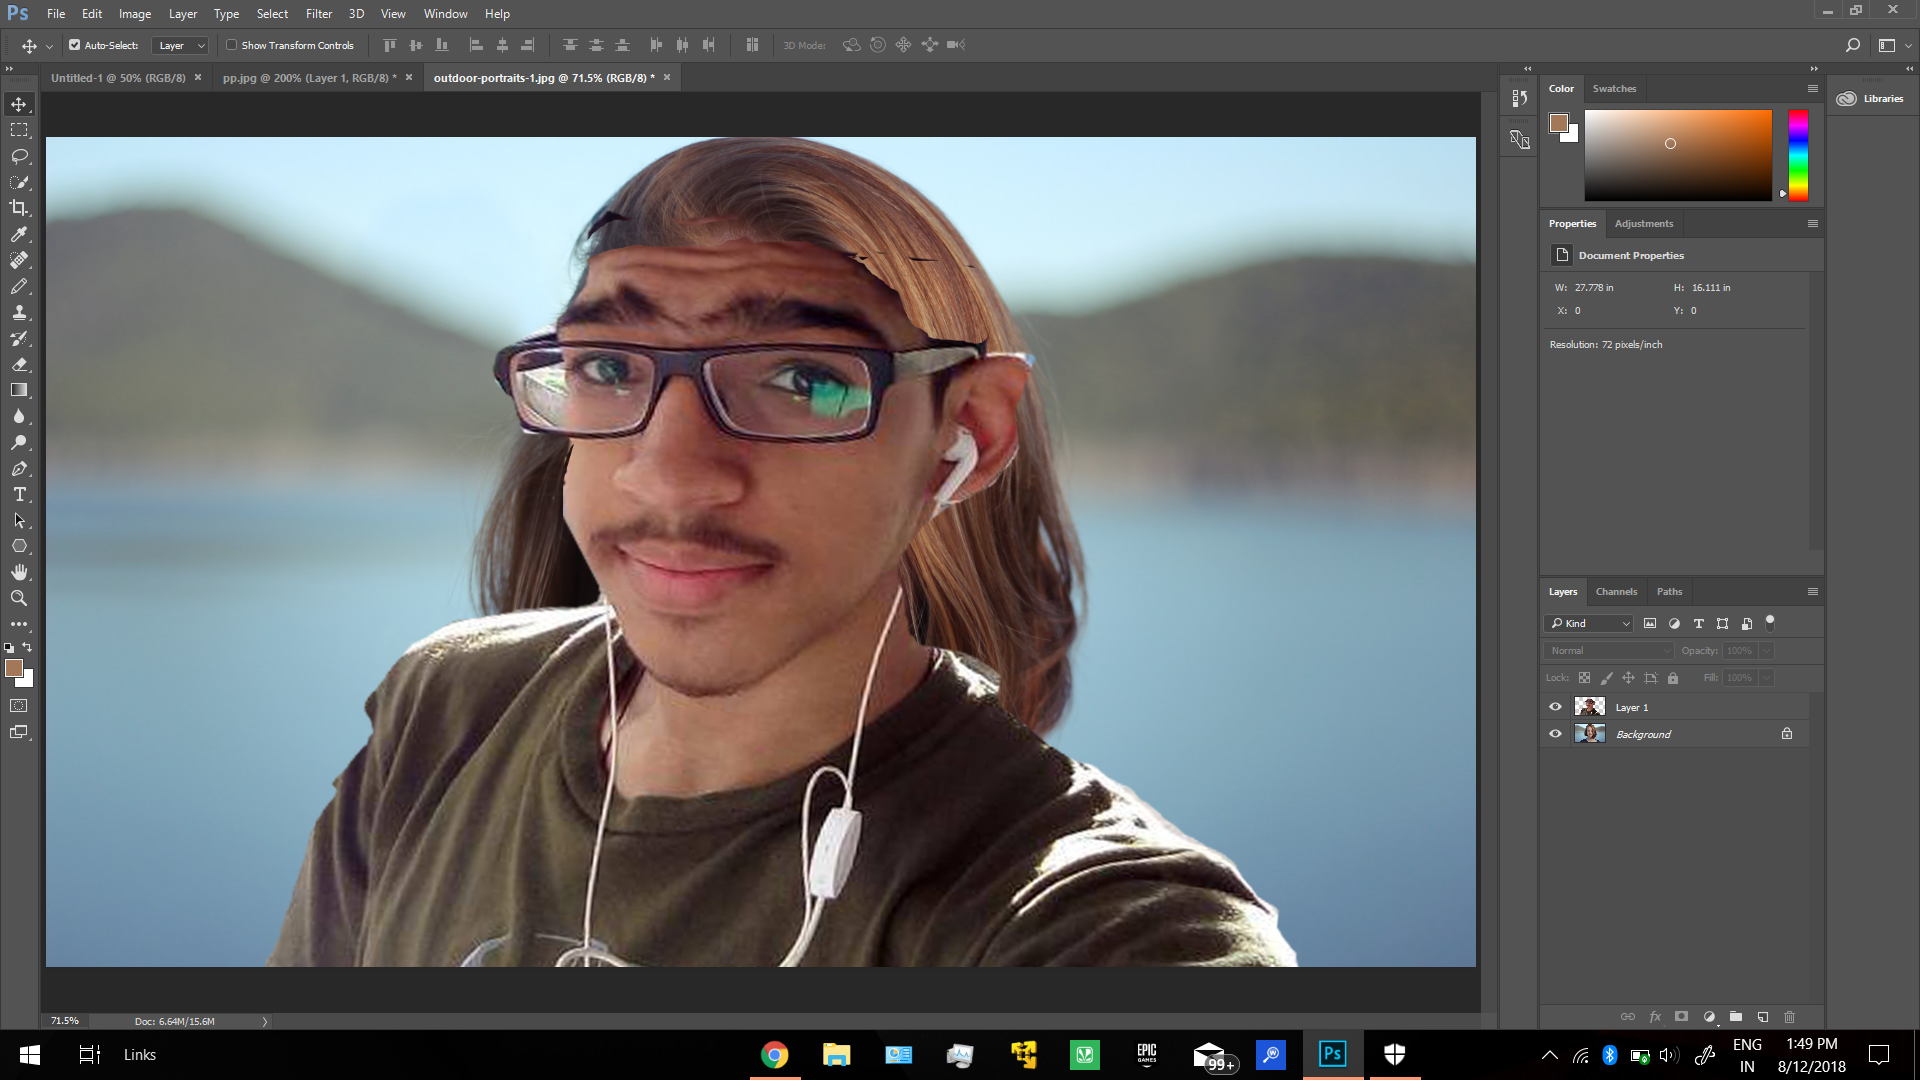 Ps File Edit Image Layer Type Select Filter 3D View Window Help
Auto-Select: Layer Show Transform Controls 3D Mode:
Untitled-1 @ 50% (RGB/8) × pp.jpg @ 200% (Layer 1, RGB/8) * × outdoor-portraits-1.jpg @ 71.5% (RGB/8) * ×
Color Swatches
Libraries
Properties Adjustments
Document Properties
W: 27.778 in H: 16.111 in
X: 0 Y: 0
Resolution: 72 pixels/inch
Layers Channels Paths
Kind
Normal Opacity: 100%
Lock: Fill: 100%
Layer 1
Background
fx
71.5% Doc: 6.64M/15.6M
Links
EPIC
GAMES
99+
Ps
ENG
IN
1:49 PM
8/12/2018